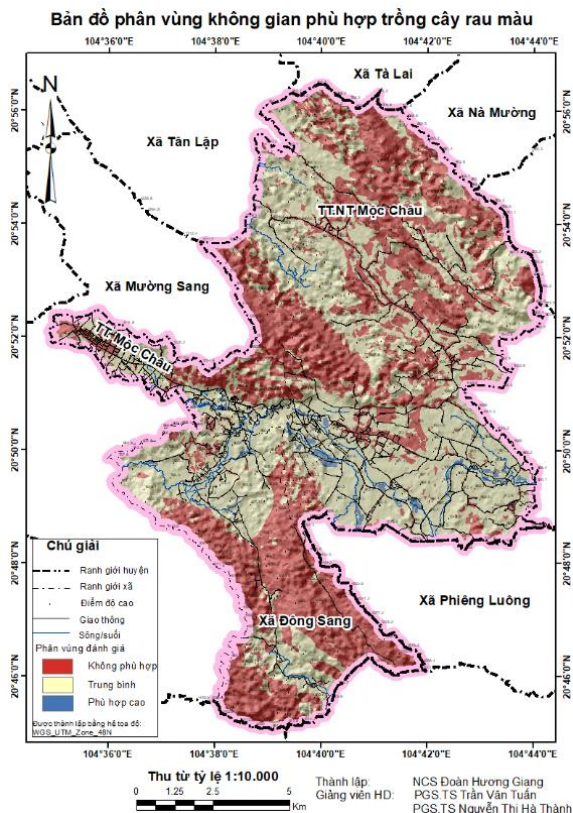 Bản đồ phân vùng không gian phù hợp trồng cây rau màu
104°36'0"E 104°38'0"E 104°40'0"E 104°42'0"E 104°44'0"E
N
Xã Tà Lai
Xã Nà Mường
Xã Tân Lập
TT.NT Mộc Châu
Xã Mường Sang
TT.Mộc Châu
Xã Phiêng Luông
Xã Đông Sang
20°56'0"N 20°54'0"N 20°52'0"N 20°50'0"N 20°48'0"N 20°46'0"N
20°56'0"N 20°54'0"N 20°52'0"N 20°50'0"N 20°48'0"N 20°46'0"N
Chú giải
Ranh giới huyện
Ranh giới xã
Điểm độ cao
Giao thông
Sông/suối
Phân vùng đánh giá
Không phù hợp
Trung bình
Phù hợp cao
Được thành lập bằng hệ tọa độ:
WGS_UTM_Zone_48N
104°36'0"E 104°38'0"E 104°40'0"E 104°42'0"E 104°44'0"E
Thu từ tỷ lệ 1:10.000
0 1.25 2.5 5
Km
Thành lập: NCS Đoàn Hương Giang
Giảng viên HD: PGS.TS Trần Văn Tuấn
PGS.TS Nguyễn Thị Hà Thành